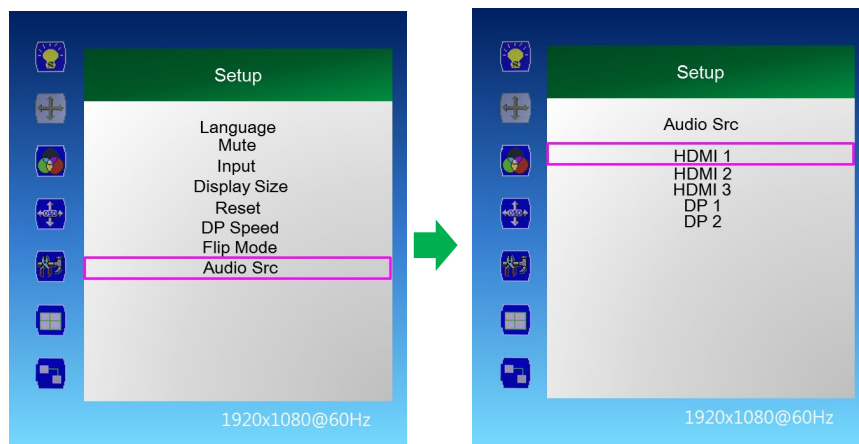 Setup
Language
Mute
Input
Display Size
Reset
DP Speed
Flip Mode
Audio Src
1920x1080@60Hz
Setup
Audio Src
HDMI 1
HDMI 2
HDMI 3
DP 1
DP 2
1920x1080@60Hz